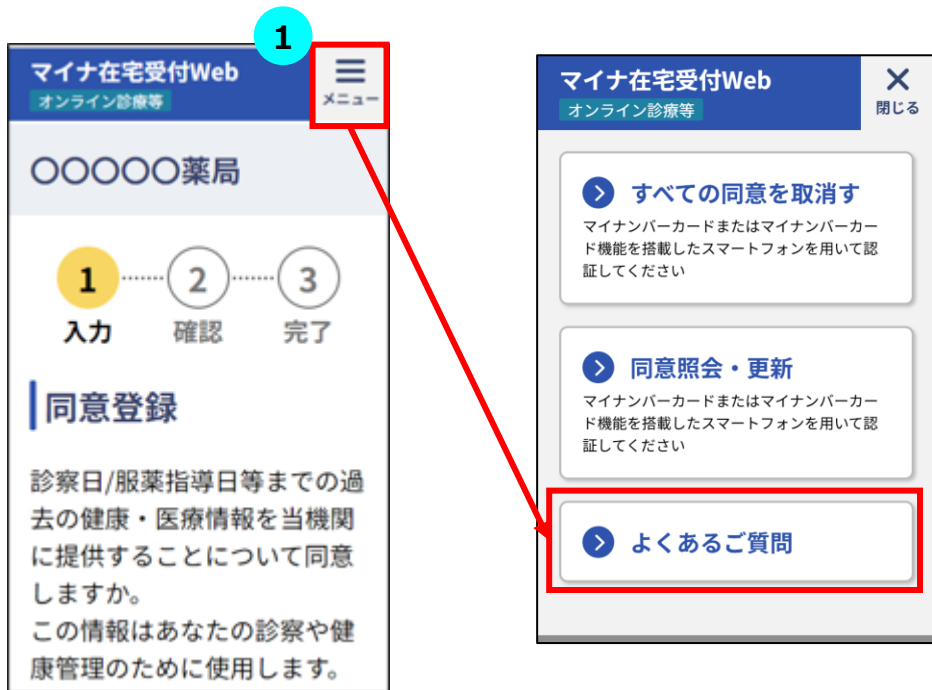 1
マイナ在宅受付Web
オンライン診療等
メニュー
〇〇〇〇〇薬局
1
2
3
入力
確認
完了
同意登録
診察日/服薬指導日等までの過
去の健康・医療情報を当機関
に提供することについて同意
しますか。
この情報はあなたの診察や健
康管理のために使用します。
マイナ在宅受付Web
オンライン診療等
閉じる
すべての同意を取消す
マイナンバーカードまたはマイナンバーカー
ド機能を搭載したスマートフォンを用いて認
証してください
同意照会・更新
マイナンバーカードまたはマイナンバーカー
ド機能を搭載したスマートフォンを用いて認
証してください
よくあるご質問